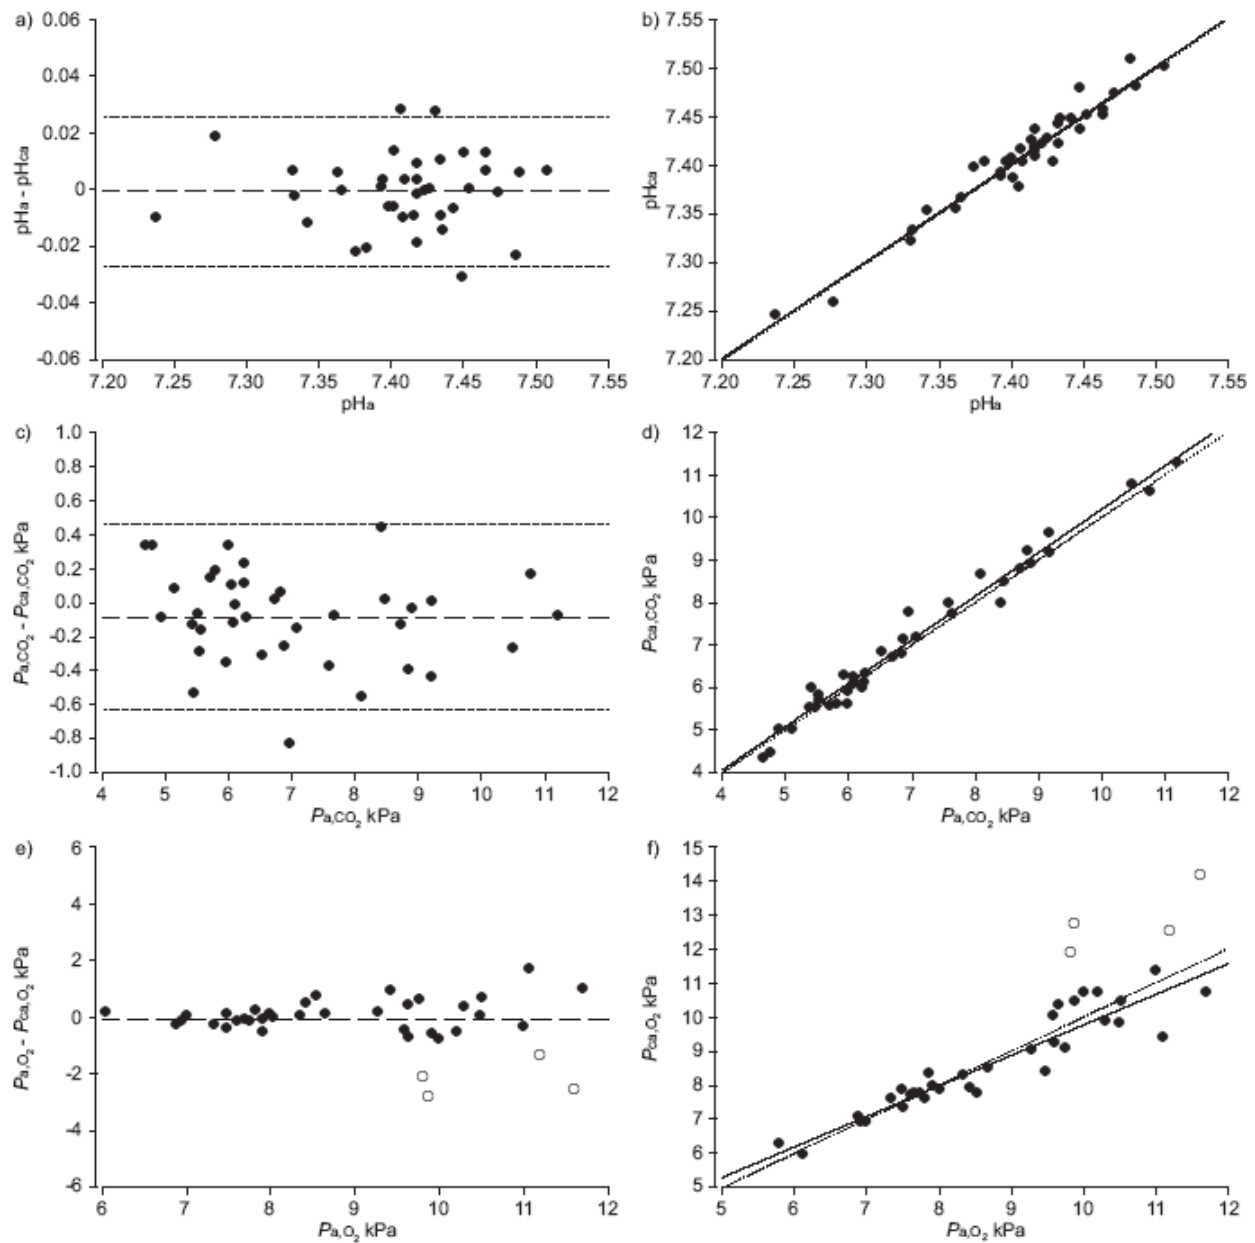 a)
0.06
0.04
0.02
0
-0.02
-0.04
-0.06
pHa - pHca
7.20 7.25 7.30 7.35 7.40 7.45 7.50 7.55
pHa
b)
7.55
7.50
7.45
7.40
7.35
7.30
7.25
7.20
pHca
7.20 7.25 7.30 7.35 7.40 7.45 7.50 7.55
pHa
c)
1.0
0.8
0.6
0.4
0.2
0.0
-0.2
-0.4
-0.6
-0.8
-1.0
Pa,CO2 - Pca,CO2 kPa
4 5 6 7 8 9 10 11 12
Pa,CO2 kPa
d)
12
11
10
9
8
7
6
5
4
Pca,CO2 kPa
4 5 6 7 8 9 10 11 12
Pa,CO2 kPa
e)
6
4
2
0
-2
-4
-6
Pa,O2 - Pca,O2 kPa
6 7 8 9 10 11 12
Pa,O2 kPa
f)
15
14
13
12
11
10
9
8
7
6
5
Pca,O2 kPa
5 6 7 8 9 10 11 12
Pa,O2 kPa